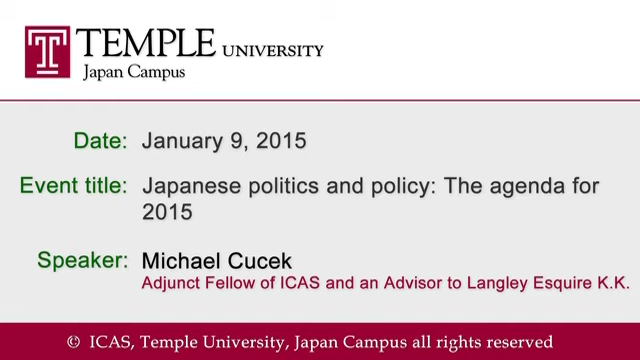 TEMPLE UNIVERSITY
Japan Campus
Date: January 9, 2015
Event title: Japanese politics and policy: The agenda for
2015
Speaker: Michael Cucek
Adjunct Fellow of ICAS and an Advisor to Langley Esquire K.K.
© ICAS, Temple University, Japan Campus all rights reserved